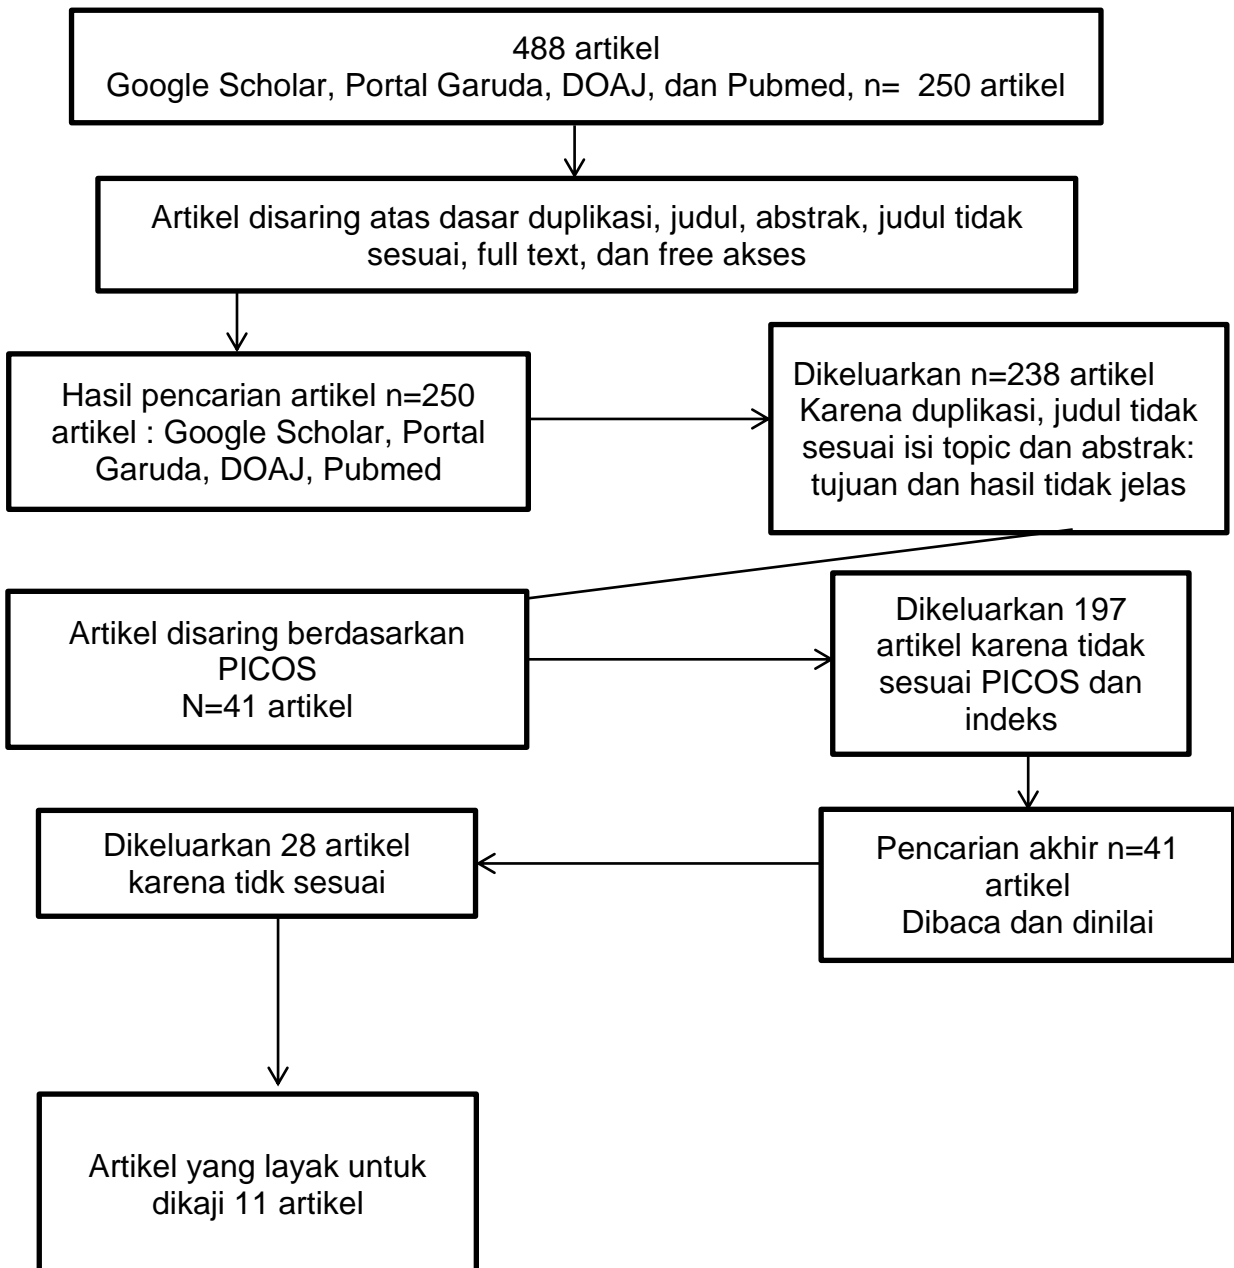 488 artikel
Google Scholar, Portal Garuda, DOAJ, dan Pubmed, n= 250 artikel
Artikel disaring atas dasar duplikasi, judul, abstrak, judul tidak
sesuai, full text, dan free akses
Hasil pencarian artikel n=250
artikel : Google Scholar, Portal
Garuda, DOAJ, Pubmed
Dikeluarkan n=238 artikel
Karena duplikasi, judul tidak
sesuai isi topic dan abstrak:
tujuan dan hasil tidak jelas
Artikel disaring berdasarkan
PICOS
N=41 artikel
Dikeluarkan 197
artikel karena tidak
sesuai PICOS dan
indeks
Dikeluarkan 28 artikel
karena tidk sesuai
Pencarian akhir n=41
artikel
Dibaca dan dinilai
Artikel yang layak untuk
dikaji 11 artikel